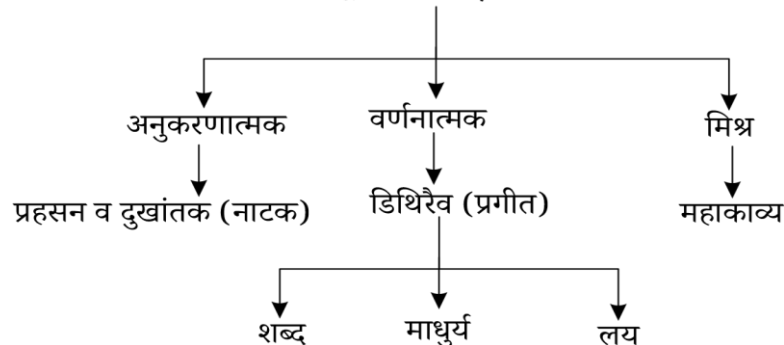 अनुकरणात्मक वर्णनात्मक मिश्र
प्रहसन व दुखांतक (नाटक) डिथिरैव (प्रगीत) महाकाव्य
शब्द माधुर्य लय